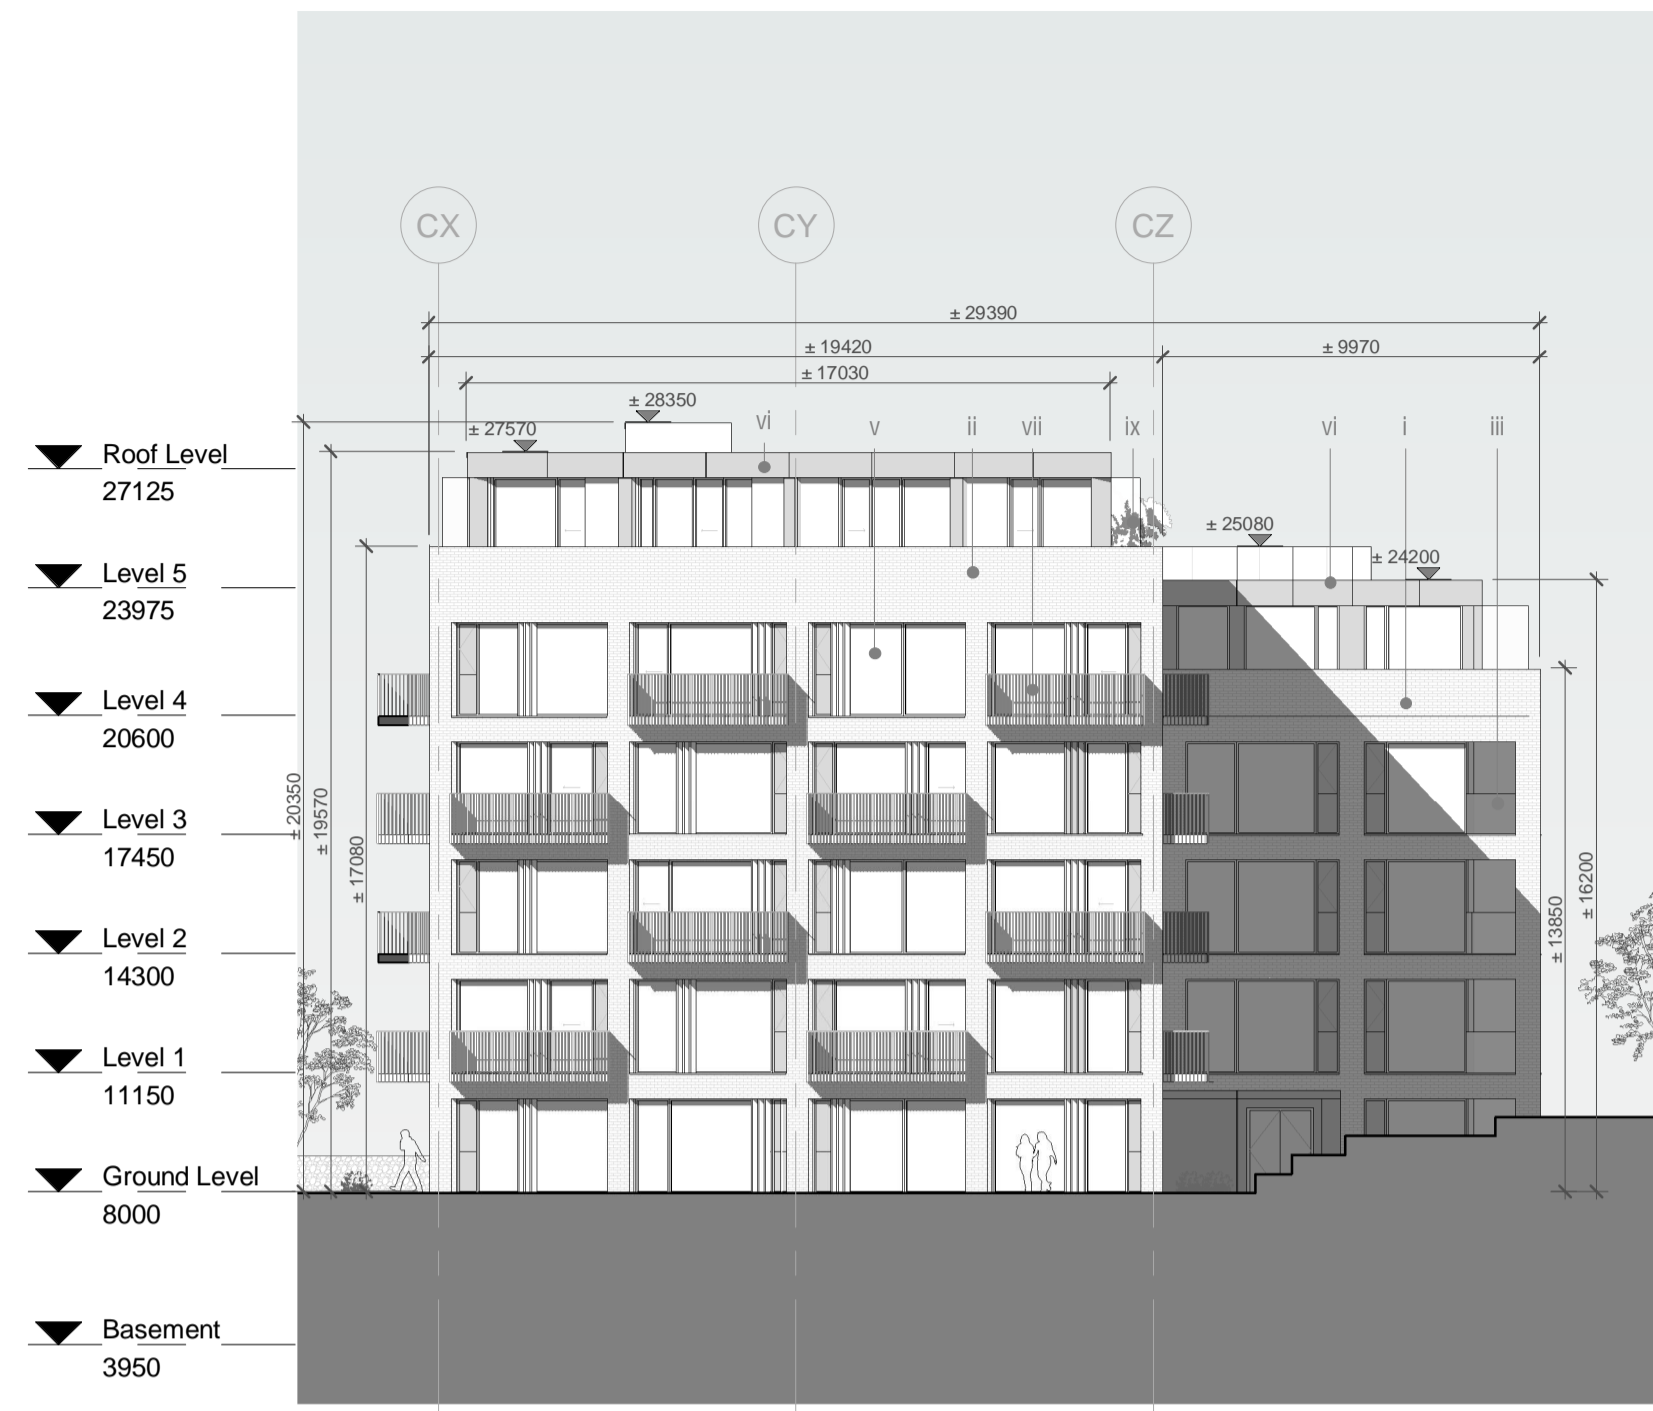 CX
CY
CZ
± 29390
± 19420
± 9970
± 17030
± 28350
± 27570
vi
v
ii
vii
ix
vi
i
iii
Roof Level
27125
± 25080
± 24200
Level 5
23975
Level 4
20600
± 20350
± 19570
± 17080
Level 3
17450
± 16200
± 13850
Level 2
14300
Level 1
11150
Ground Level
8000
Basement
3950